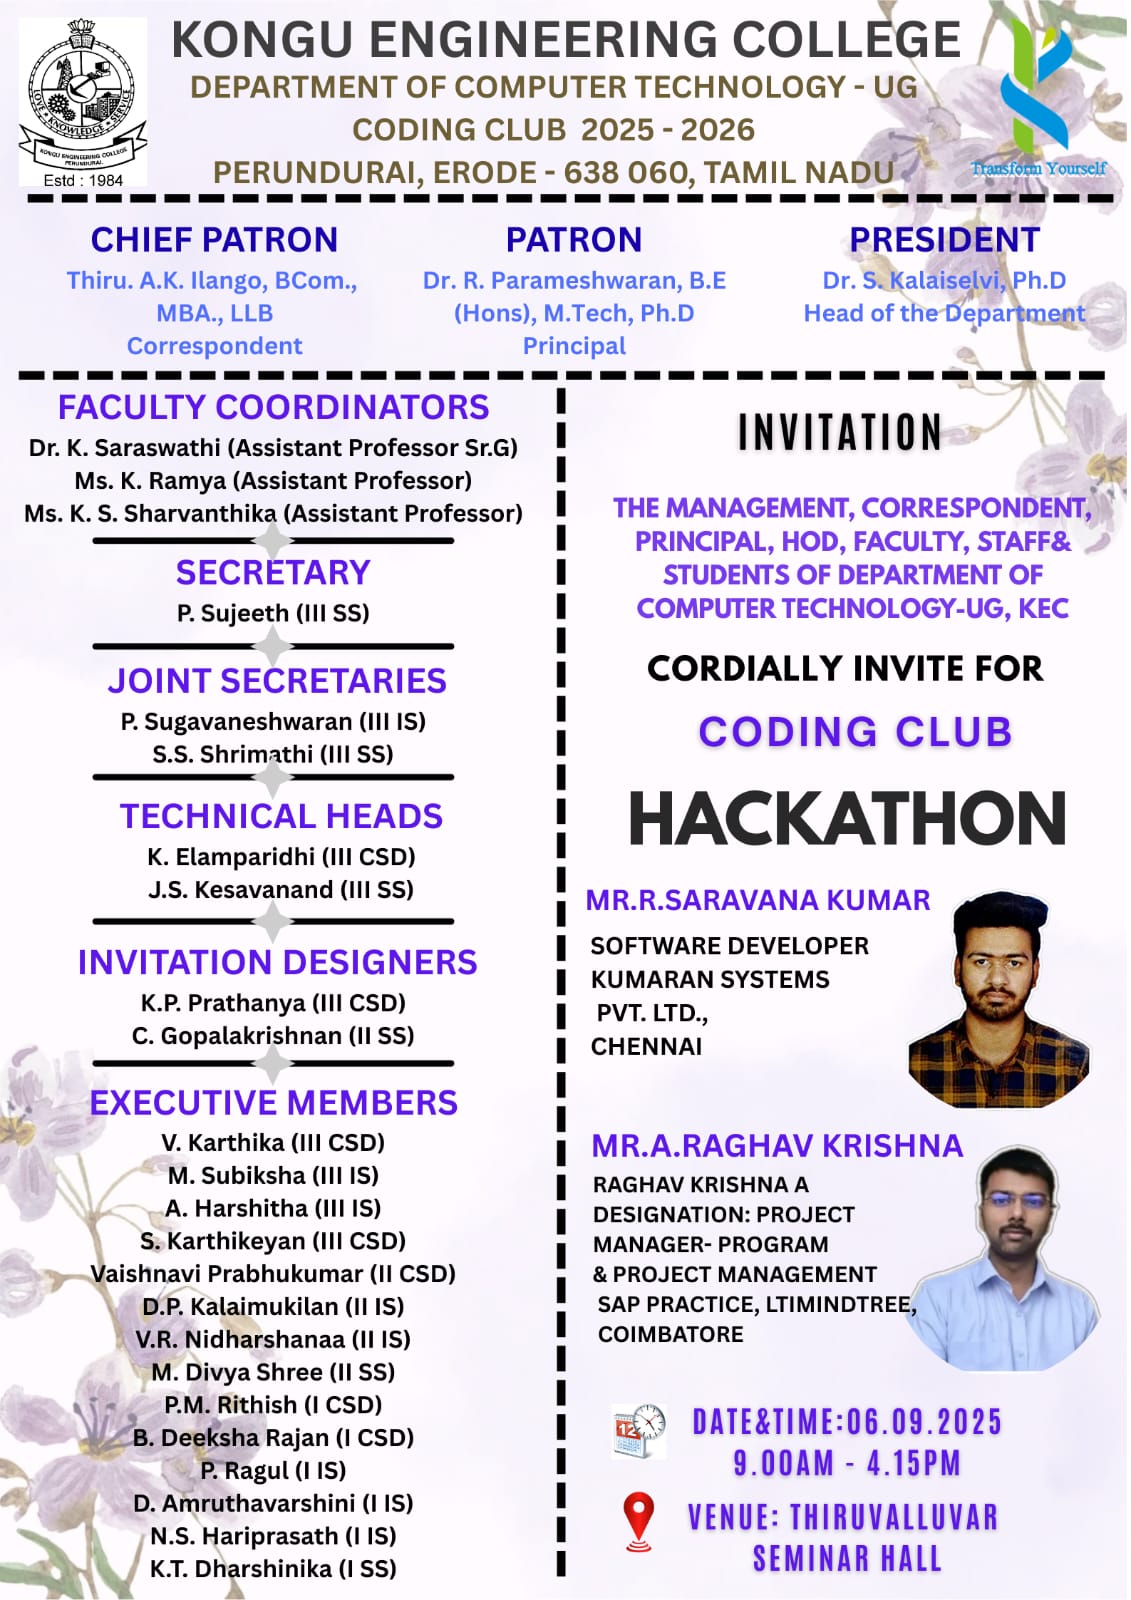 KONGU ENGINEERING COLLEGE
DEPARTMENT OF COMPUTER TECHNOLOGY - UG
CODING CLUB 2025 - 2026
PERUNDURAI, ERODE - 638 060, TAMIL NADU
LOVE • KNOWLEDGE • SERVICE
KONGU ENGINEERING COLLEGE
PERUNDURAI
Estd : 1984
Transform Yourself
CHIEF PATRON
Thiru. A.K. Ilango, BCom.,
MBA., LLB
Correspondent
PATRON
Dr. R. Parameshwaran, B.E
(Hons), M.Tech, Ph.D
Principal
PRESIDENT
Dr. S. Kalaiselvi, Ph.D
Head of the Department
FACULTY COORDINATORS
Dr. K. Saraswathi (Assistant Professor Sr.G)
Ms. K. Ramya (Assistant Professor)
Ms. K. S. Sharvanthika (Assistant Professor)
SECRETARY
P. Sujeeth (III SS)
JOINT SECRETARIES
P. Sugavaneshwaran (III IS)
S.S. Shrimathi (III SS)
TECHNICAL HEADS
K. Elamparidhi (III CSD)
J.S. Kesavanand (III SS)
INVITATION DESIGNERS
K.P. Prathanya (III CSD)
C. Gopalakrishnan (II SS)
EXECUTIVE MEMBERS
V. Karthika (III CSD)
M. Subiksha (III IS)
A. Harshitha (III IS)
S. Karthikeyan (III CSD)
Vaishnavi Prabhukumar (II CSD)
D.P. Kalaimukilan (II IS)
V.R. Nidharshanaa (II IS)
M. Divya Shree (II SS)
P.M. Rithish (I CSD)
B. Deeksha Rajan (I CSD)
P. Ragul (I IS)
D. Amruthavarshini (I IS)
N.S. Hariprasath (I IS)
K.T. Dharshinika (I SS)
INVITATION
THE MANAGEMENT, CORRESPONDENT,
PRINCIPAL, HOD, FACULTY, STAFF&
STUDENTS OF DEPARTMENT OF
COMPUTER TECHNOLOGY-UG, KEC
CORDIALLY INVITE FOR
CODING CLUB
HACKATHON
MR.R.SARAVANA KUMAR
SOFTWARE DEVELOPER
KUMARAN SYSTEMS
PVT. LTD.,
CHENNAI
MR.A.RAGHAV KRISHNA
RAGHAV KRISHNA A
DESIGNATION: PROJECT
MANAGER- PROGRAM
& PROJECT MANAGEMENT
SAP PRACTICE, LTIMINDTREE,
COIMBATORE
12
DATE&TIME:06.09.2025
9.00AM - 4.15PM
VENUE: THIRUVALLUVAR
SEMINAR HALL